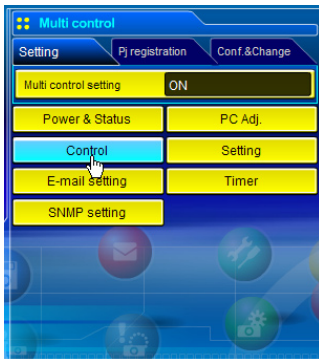 Multi control
Setting Pj registration Conf.&Change
Multi control setting ON
Power & Status PC Adj.
Control Setting
E-mail setting Timer
SNMP setting